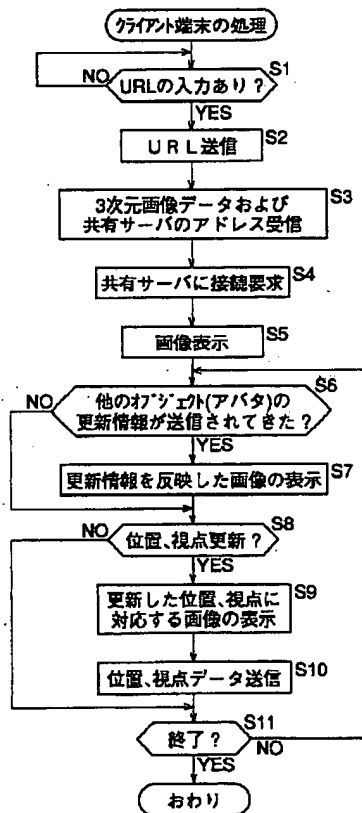 クライアント端末の処理
S1
NO
URLの入力あり?
YES
S2
URL送信
S3
3次元画像データおよび
共有サーバのアドレス受信
S4
共有サーバに接続要求
S5
画像表示
S6
NO
他のオブジェクト(アバタ)の
更新情報が送信されてきた?
YES
S7
更新情報を反映した画像の表示
S8
NO
位置、視点更新?
YES
S9
更新した位置、視点に
対応する画像の表示
S10
位置、視点データ送信
S11
終了?
NO
YES
おわり